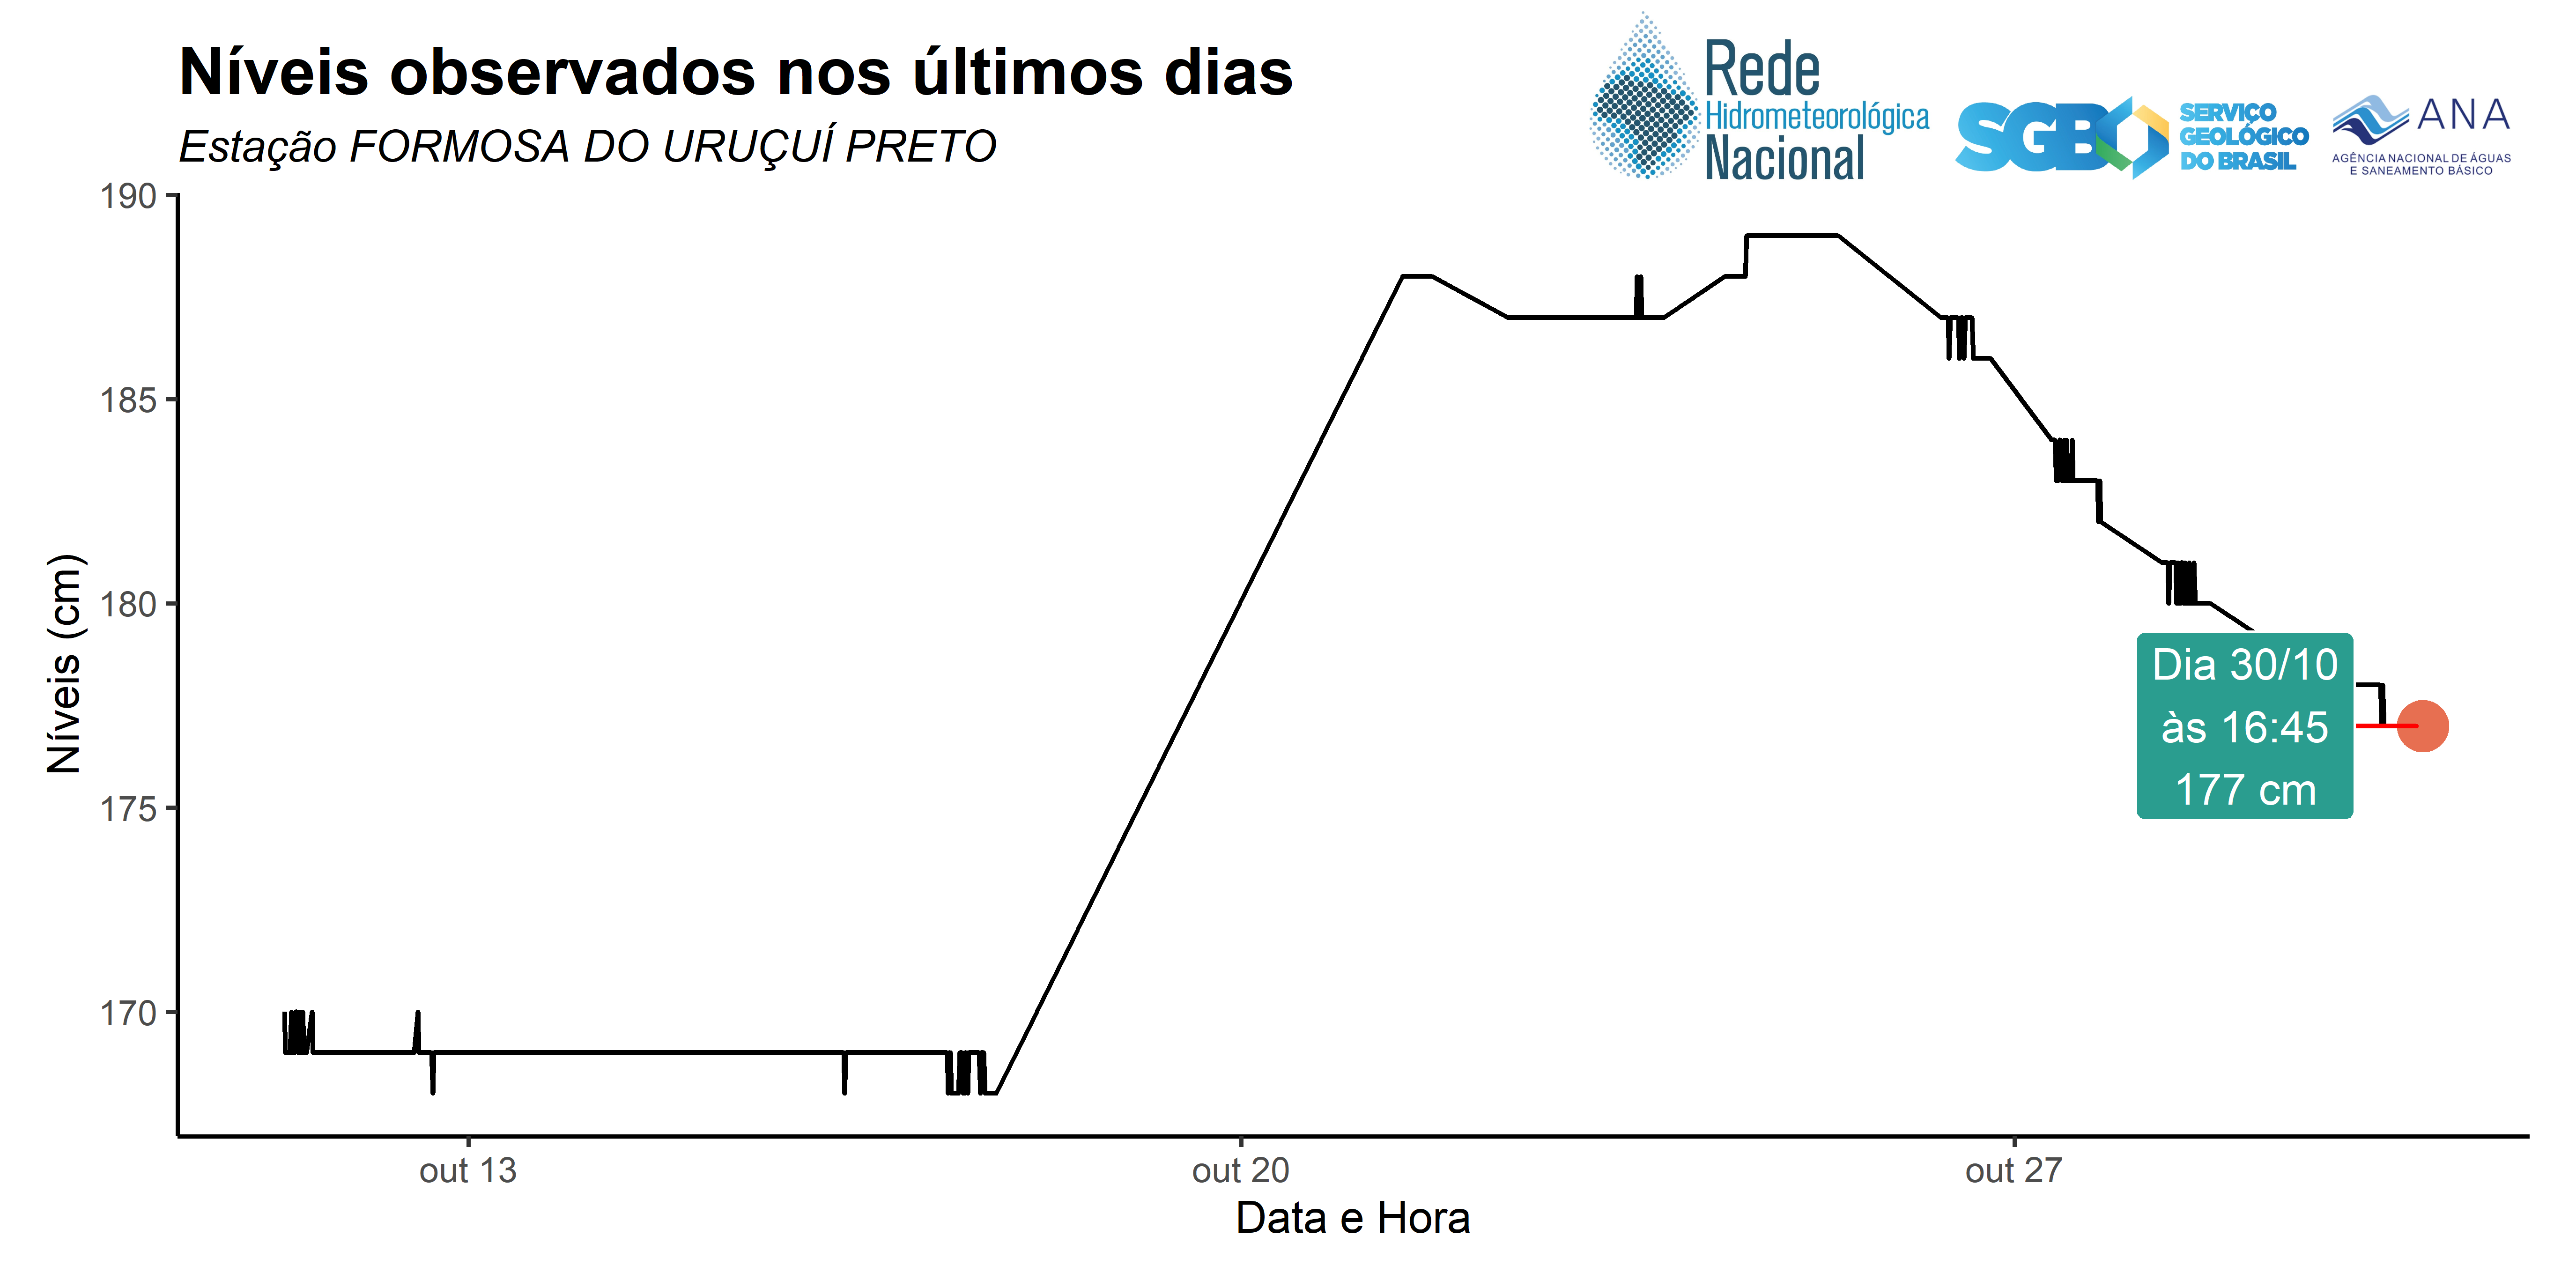 Níveis observados nos últimos dias
Estação FORMOSA DO URUÇUÍ PRETO
Rede
Hidrometeorológica
Nacional
SGB
SERVIÇO
GEOLÓGICO
DO BRASIL
ANA
AGÊNCIA NACIONAL DE ÁGUAS
E SANEAMENTO BÁSICO
190
185
180
175
170
Níveis (cm)
Dia 30/10
às 16:45
177 cm
out 13
out 20
out 27
Data e Hora